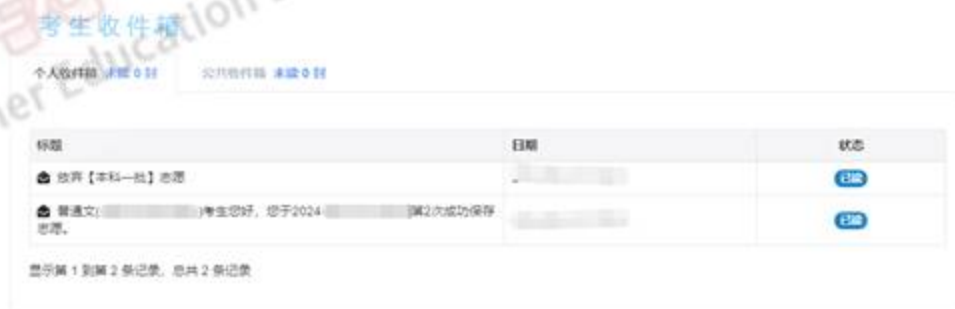 考生收件箱
个人收件箱 未读 0 封 公共收件箱 未读 0 封
标题 日期 状态
放弃【本科一批】志愿 已读
普通文( )考生您好，您于2024- 第2次成功保存 已读
志愿。
显示第 1 到第 2 条记录，总共 2 条记录